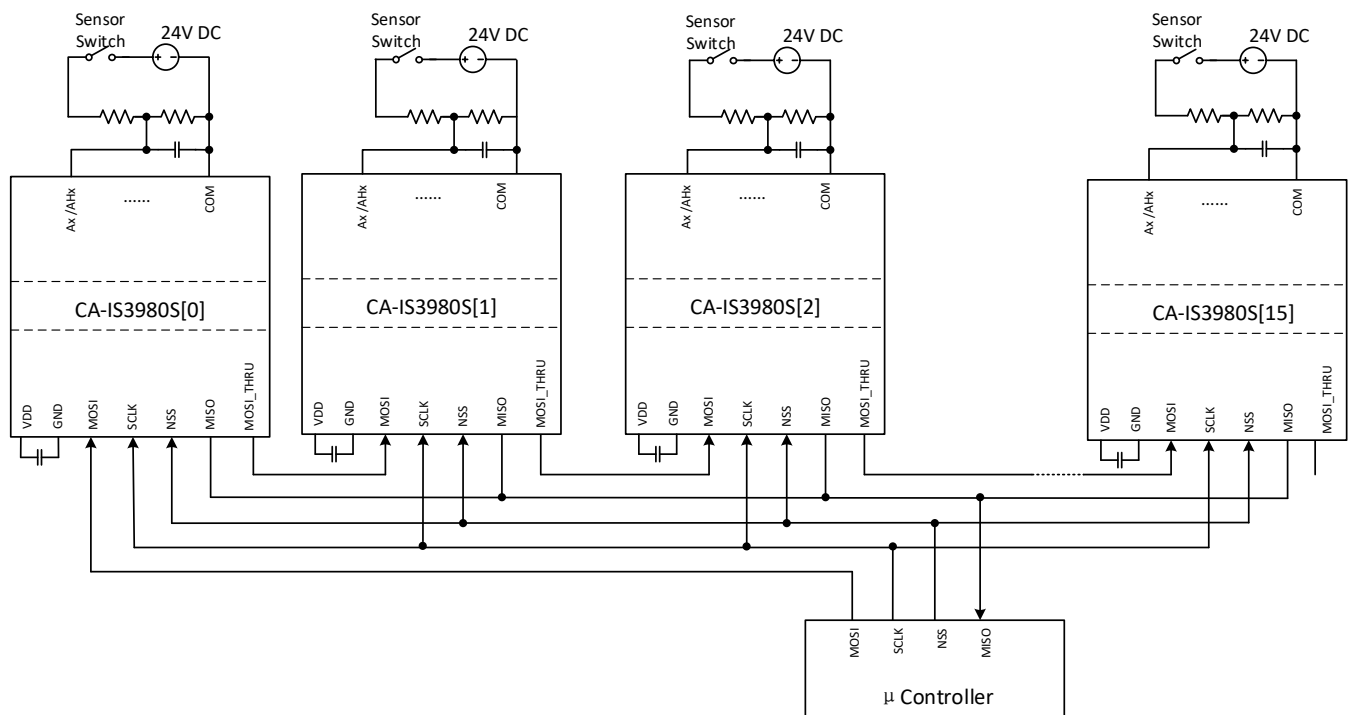 Sensor
Switch
24V DC
Sensor
Switch
24V DC
Sensor
Switch
24V DC
Sensor
Switch
24V DC
Ax /AHx
......
COM
Ax /AHx
......
COM
Ax /AHx
......
COM
Ax /AHx
......
COM
CA-IS3980S[0]
CA-IS3980S[1]
CA-IS3980S[2]
CA-IS3980S[15]
VDD
GND
MOSI
SCLK
NSS
MISO
MOSI_THRU
VDD
GND
MOSI
SCLK
NSS
MISO
MOSI_THRU
VDD
GND
MOSI
SCLK
NSS
MISO
MOSI_THRU
VDD
GND
MOSI
SCLK
NSS
MISO
MOSI_THRU
MOSI
SCLK
NSS
MISO
μ Controller